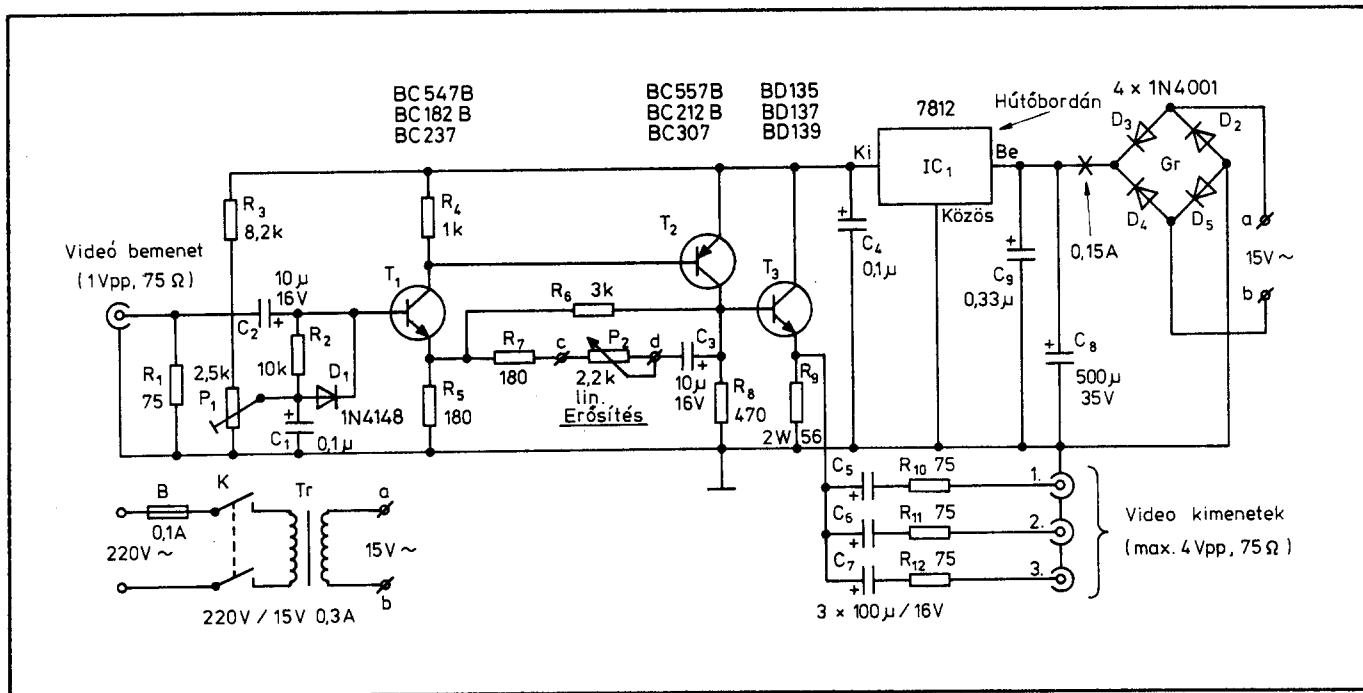 BC547B
BC182B
BC237
BC557B
BC212B
BC307
BD135
BD137
BD139
7812
Hűtőbordán
4 x 1N4001
D3
D2
Gr
D4
D5
Ki
IC1
Be
Közös
0,15A
a
15V~
b
C4
0,1µ
C9
0,33µ
C8
500µ
35V
Videó bemenet
(1Vpp, 75Ω)
R3
8,2k
R4
1k
10µ
16V
C2
T1
T2
T3
R1
75
2,5k
P1
R2
10k
D1
1N4148
C1
0,1µ
R6
3k
R7
180
c
P2
d
2,2k
lin.
Erősítés
C3
10µ
16V
R5
180
R8
470
R9
2W 56
C5
R10 75
1.
C6
R11 75
2.
C7
R12 75
3.
3 x 100µ/16V
Video kimenetek
(max. 4Vpp, 75Ω)
B
K
Tr
a
0,1A
220V~
15V~
b
220V / 15V 0,3A